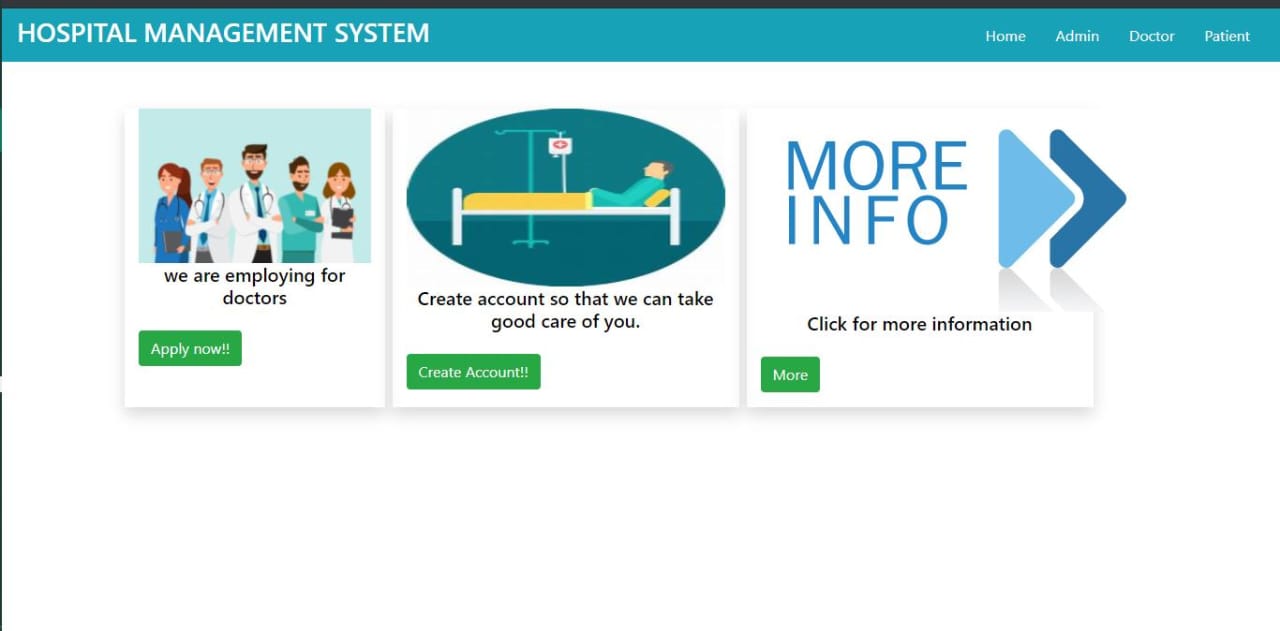 HOSPITAL MANAGEMENT SYSTEM
Home Admin Doctor Patient
we are employing for
doctors
Apply now!!
Create account so that we can take
good care of you.
Create Account!!
MORE
INFO
Click for more information
More